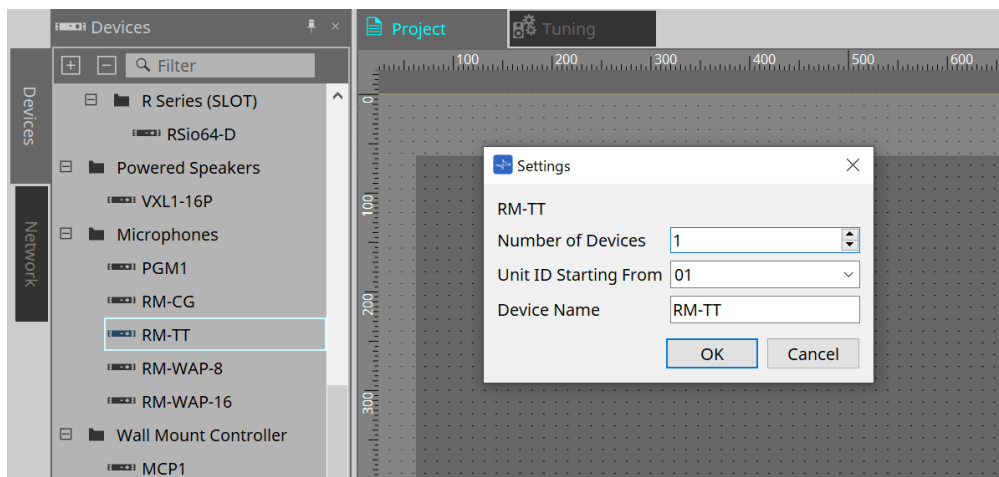 Devices
Filter
R Series (SLOT)
RSio64-D
Powered Speakers
VXL1-16P
Microphones
PGM1
RM-CG
RM-TT
RM-WAP-8
RM-WAP-16
Wall Mount Controller
MCP1
Devices
Network
Project
Tuning
100 200 300 400 500 600
0
100
200
300
Settings
RM-TT
Number of Devices 1
Unit ID Starting From 01
Device Name RM-TT
OK Cancel